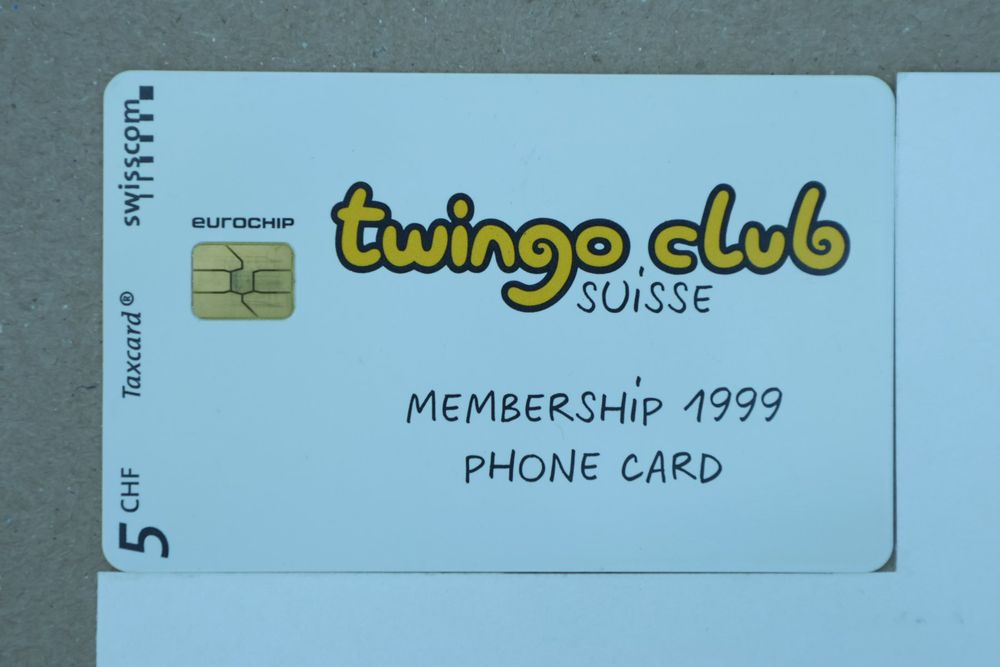 swisscom
Taxcard®
5 CHF
eurochip
twingo club
SUiSSE
MEMBERSHiP 1999
PHONE CARD